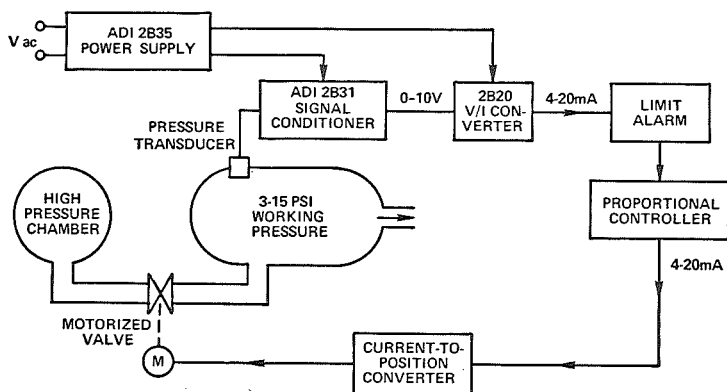 V ac
ADI 2B35
POWER SUPPLY
ADI 2B31
SIGNAL
CONDITIONER
0–10V
2B20
V/I CON-
VERTER
4-20mA
LIMIT
ALARM
PRESSURE
TRANSDUCER
HIGH
PRESSURE
CHAMBER
3-15 PSI
WORKING
PRESSURE
PROPORTIONAL
CONTROLLER
4-20mA
MOTORIZED
VALVE
M
CURRENT-TO-
POSITION
CONVERTER